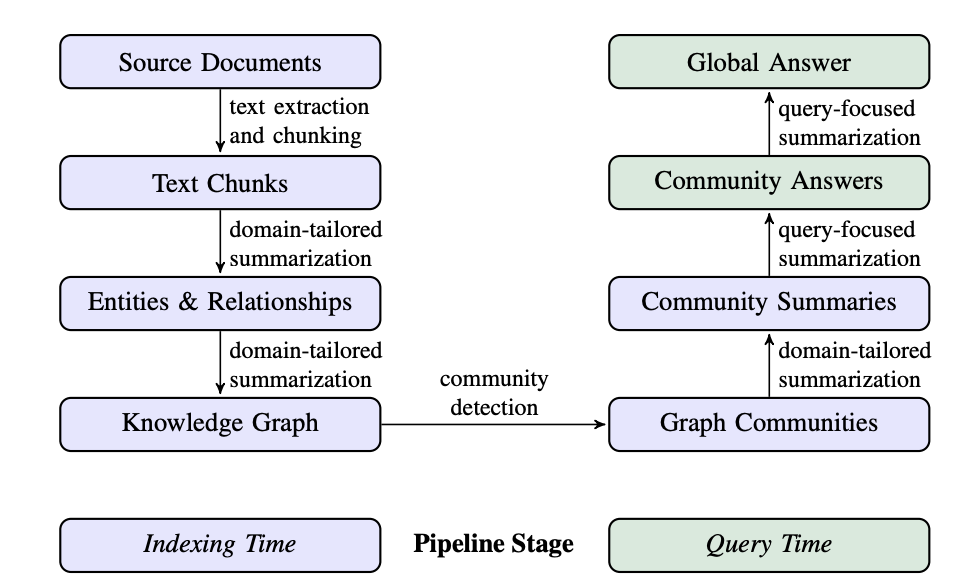 Source Documents
text extraction
and chunking
Text Chunks
domain-tailored
summarization
Entities & Relationships
domain-tailored
summarization
Knowledge Graph
community
detection
Graph Communities
domain-tailored
summarization
Community Summaries
query-focused
summarization
Community Answers
query-focused
summarization
Global Answer
Indexing Time
Pipeline Stage
Query Time